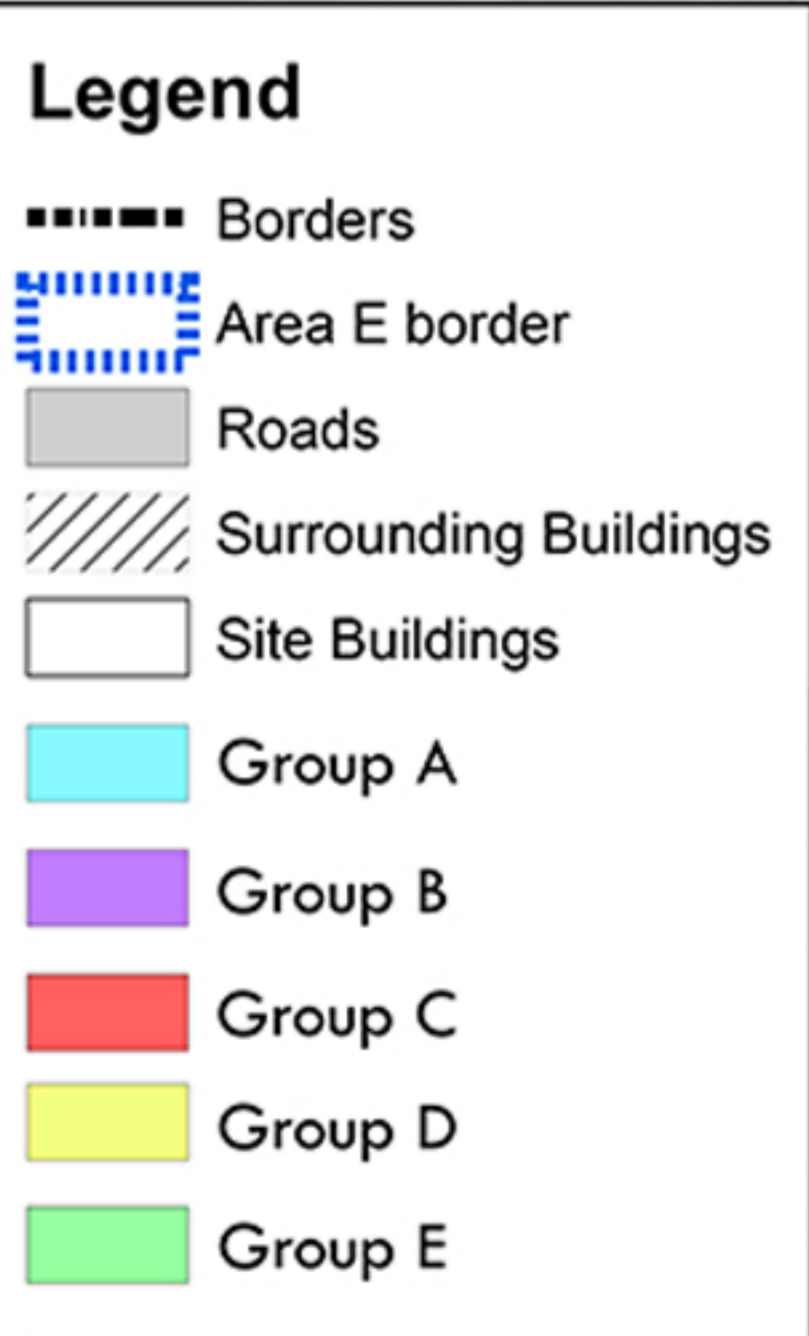 Legend
Borders
Area E border
Roads
Surrounding Buildings
Site Buildings
Group A
Group B
Group C
Group D
Group E